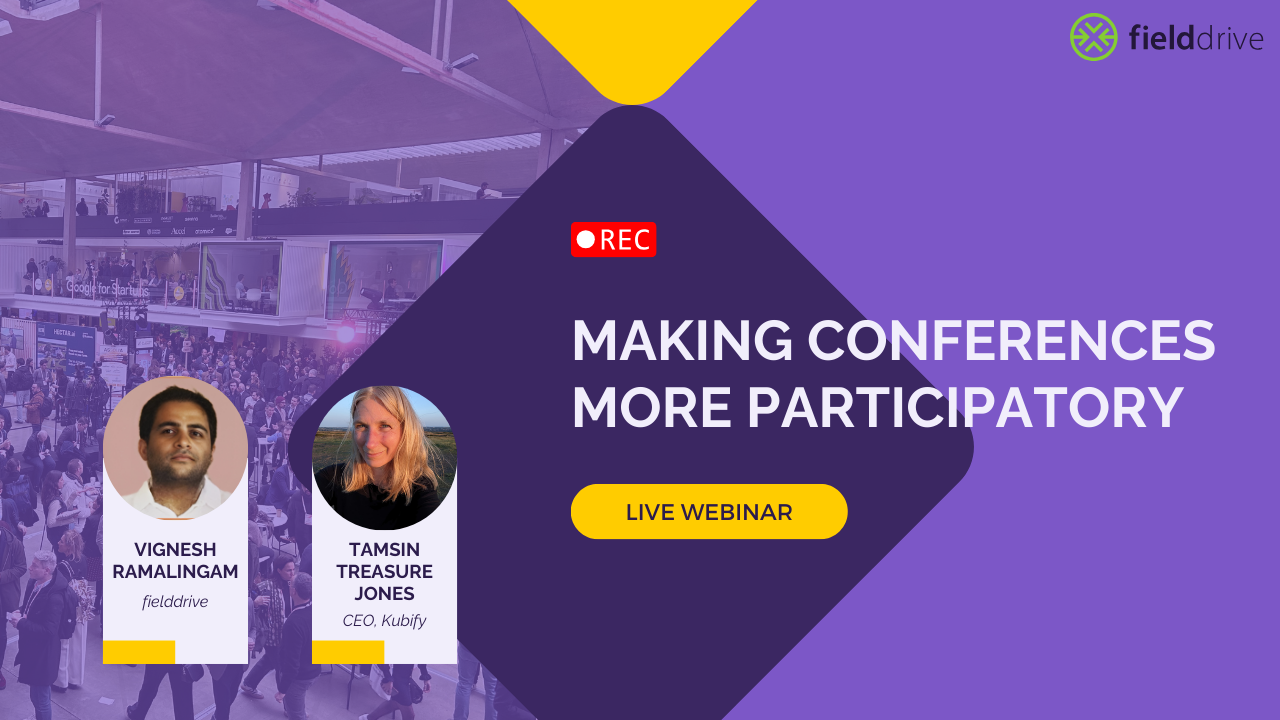 fielddrive
REC
MAKING CONFERENCES
MORE PARTICIPATORY
LIVE WEBINAR
Google for Startups
Accel
VIGNESH
RAMALINGAM
fielddrive
TAMSIN
TREASURE
JONES
CEO, Kubify